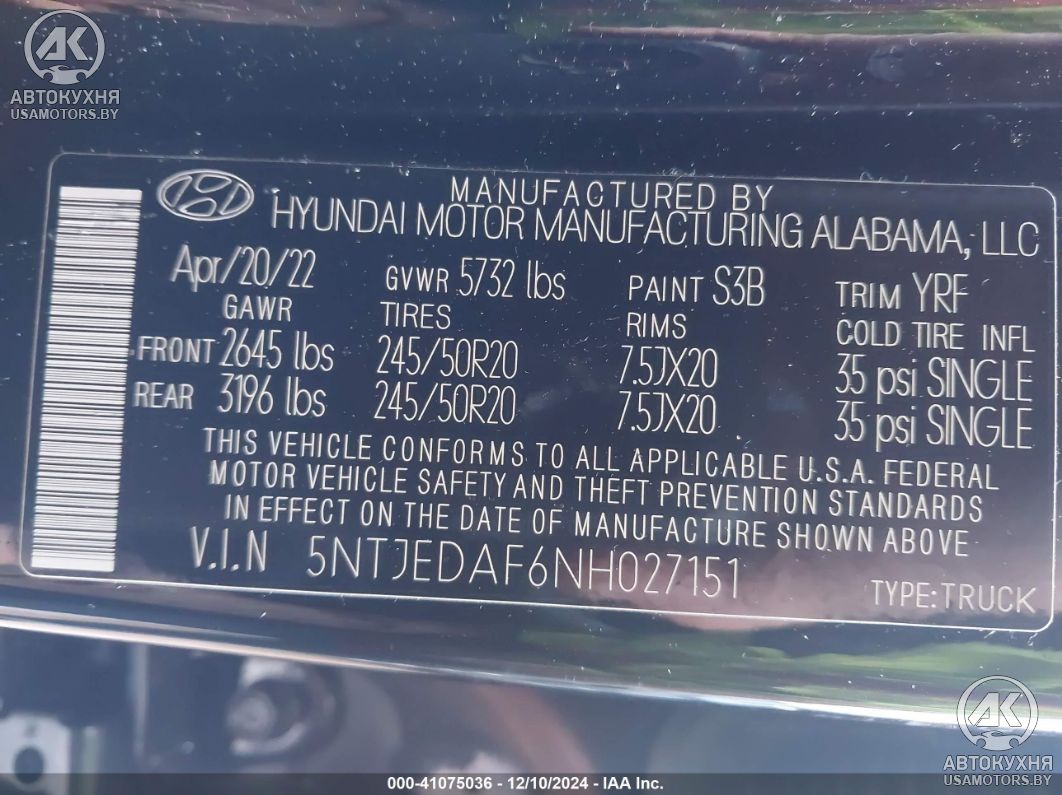 АК
АВТОКУХНЯ
USAMOTORS.BY
MANUFACTURED BY
HYUNDAI MOTOR MANUFACTURING ALABAMA, LLC
Apr/20/22 GVWR 5732 lbs PAINT S3B TRIM YRF
GAWR TIRES RIMS COLD TIRE INFL
FRONT 2645 lbs 245/50R20 7.5JX20 35 psi SINGLE
REAR 3196 lbs 245/50R20 7.5JX20 35 psi SINGLE
THIS VEHICLE CONFORMS TO ALL APPLICABLE U.S.A. FEDERAL
MOTOR VEHICLE SAFETY AND THEFT PREVENTION STANDARDS
IN EFFECT ON THE DATE OF MANUFACTURE SHOWN ABOVE
V.I.N 5NTJEDAF6NH027151 TYPE:TRUCK
АК
АВТОКУХНЯ
USAMOTORS.BY
000-41075036 - 12/10/2024 - IAA Inc.